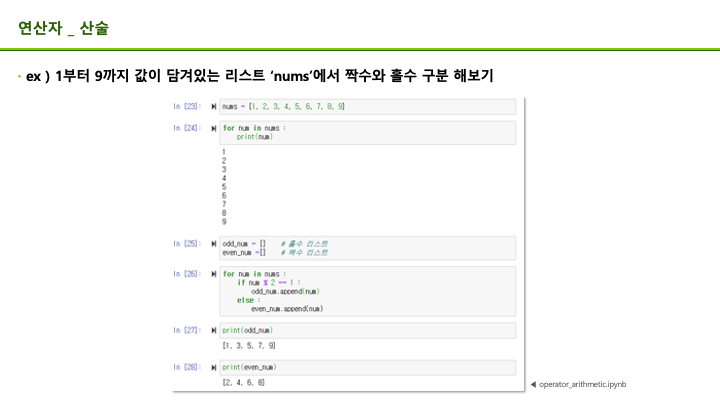 연산자 _ 산술
• ex ) 1부터 9까지 값이 담겨있는 리스트 ‘nums’에서 짝수와 홀수 구분 해보기
In [23]: nums = [1, 2, 3, 4, 5, 6, 7, 8, 9]
In [24]: for num in nums :
print(num)
1
2
3
4
5
6
7
8
9
In [25]: odd_num = [] # 홀수 리스트
even_num =[] # 짝수 리스트
In [26]: for num in nums :
if num % 2 == 1 :
odd_num.append(num)
else :
even_num.append(num)
In [27]: print(odd_num)
[1, 3, 5, 7, 9]
In [28]: print(even_num)
[2, 4, 6, 8]
◀ operator_arithmetic.ipynb